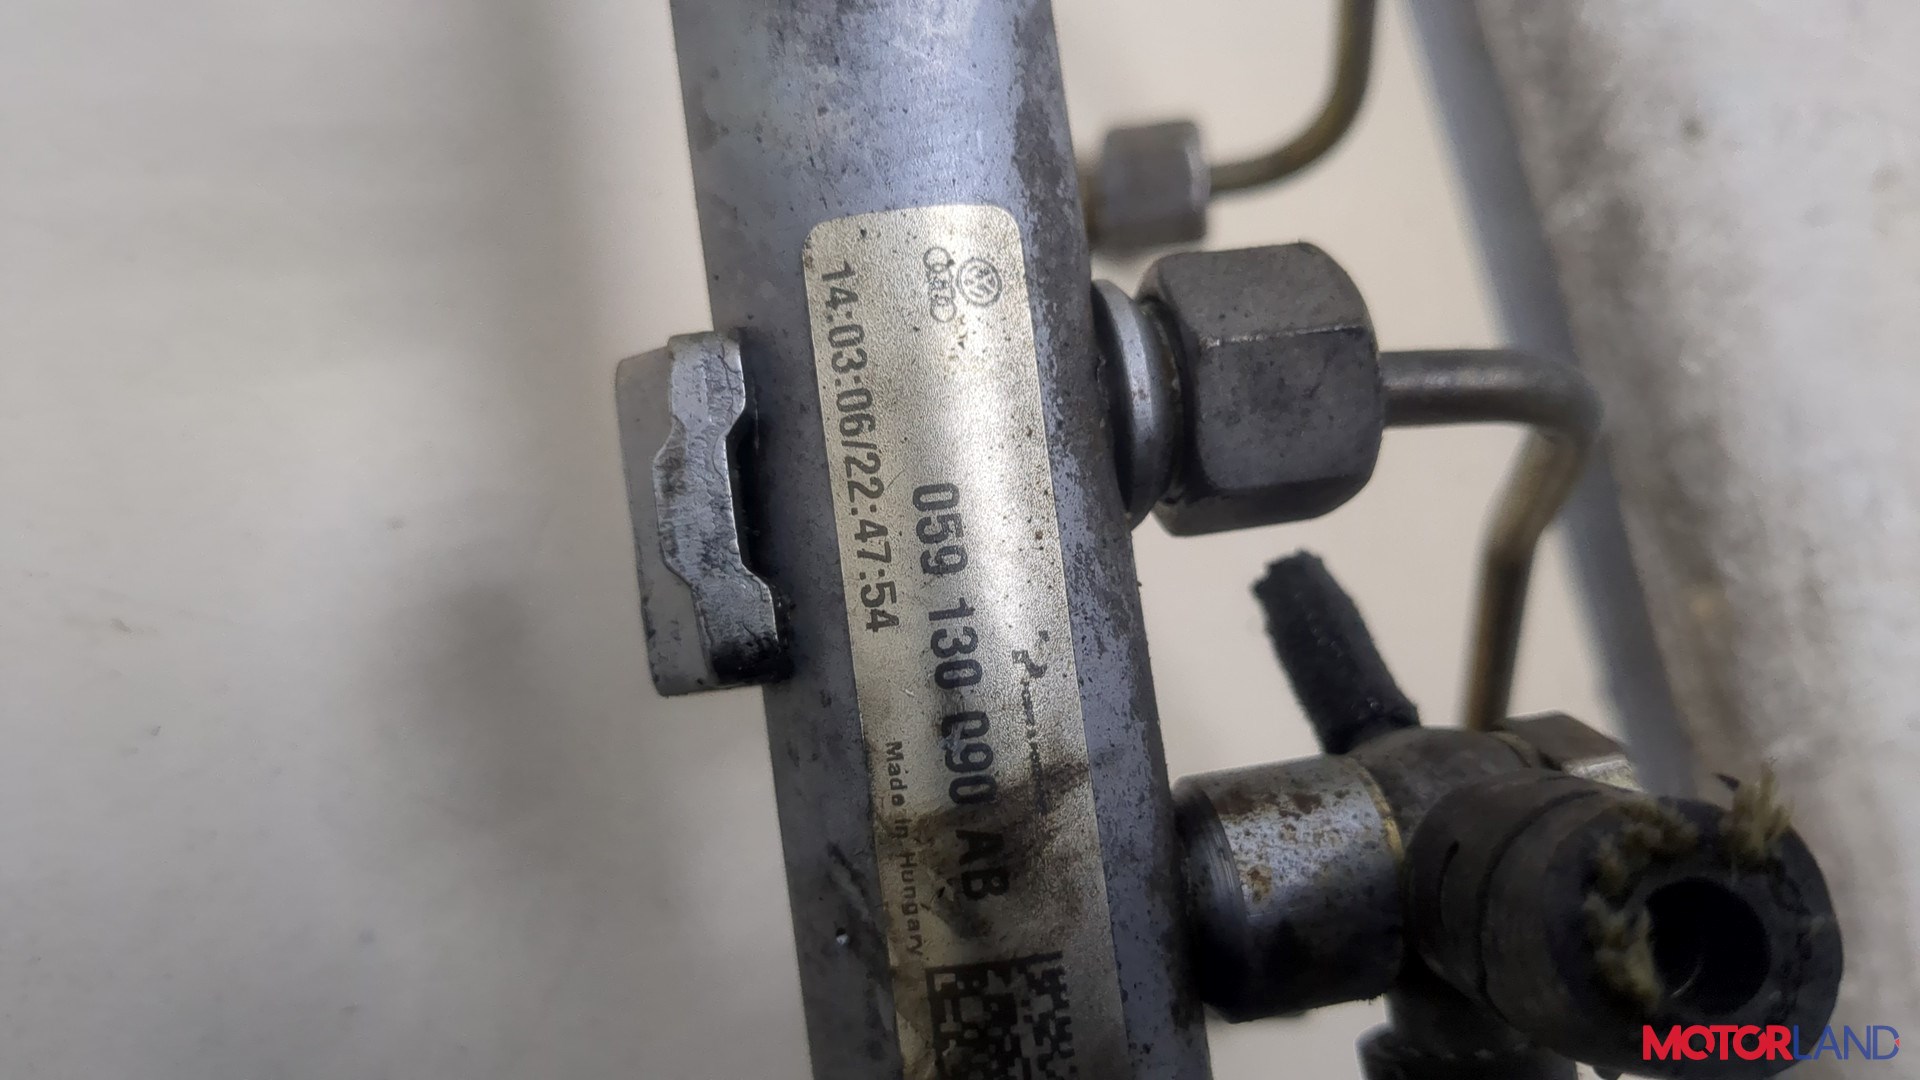 059 130 090 AB
14:03:06/22:47:54
Made in Hungary
MOTORLAND